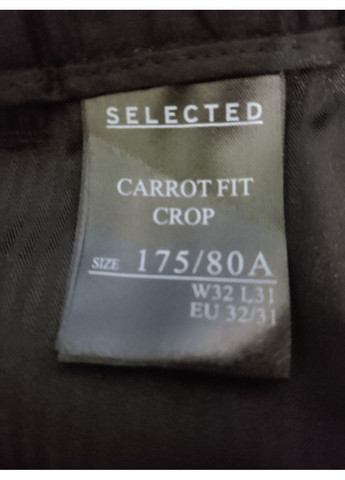 SELECTED
CARROT FIT
CROP
SIZE 175/80A
W32 L31
EU 32/31